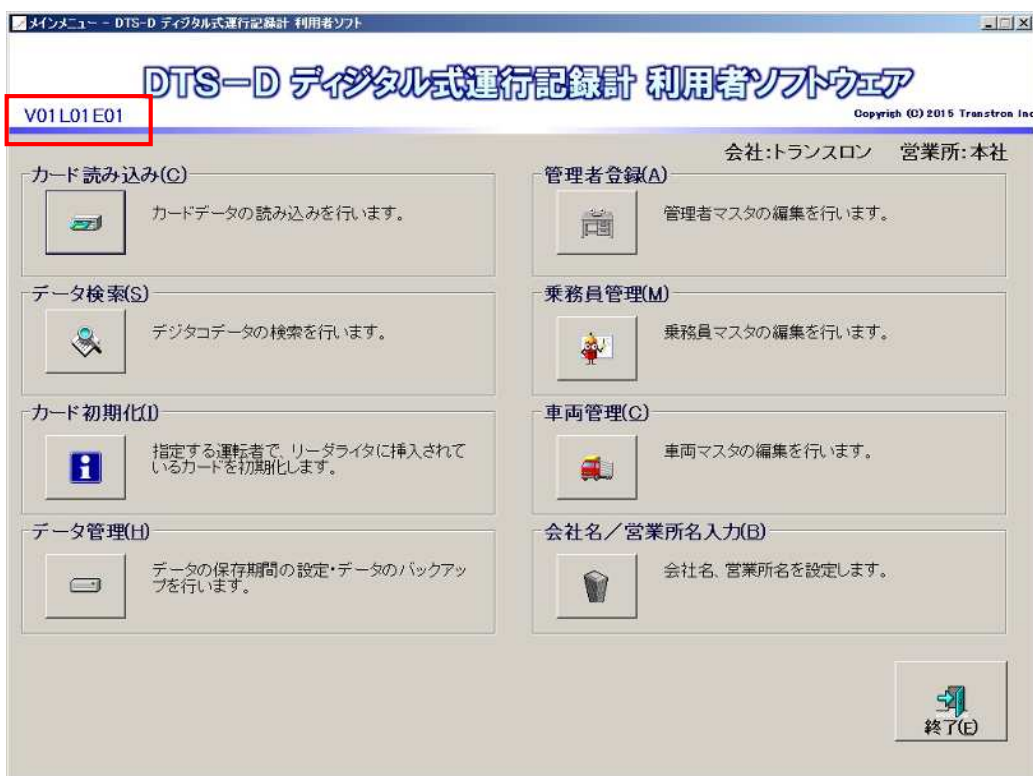 メインメニュー - DTS-D ディジタル式運行記録計 利用者ソフト
DTS-D ディジタル式運行記録計 利用者ソフトウェア
V01L01E01
Copyrigh (C) 2015 Transtron Inc
会社:トランスロン 営業所:本社
カード読み込み(C)
カードデータの読み込みを行います。
データ検索(S)
デジタコデータの検索を行います。
カード初期化(I)
指定する運転者で、リーダライタに挿入されて
いるカードを初期化します。
データ管理(H)
データの保存期間の設定・データのバックアッ
プを行います。
管理者登録(A)
管理者マスタの編集を行います。
乗務員管理(M)
乗務員マスタの編集を行います。
車両管理(C)
車両マスタの編集を行います。
会社名/営業所名入力(B)
会社名、営業所名を設定します。
終了(E)